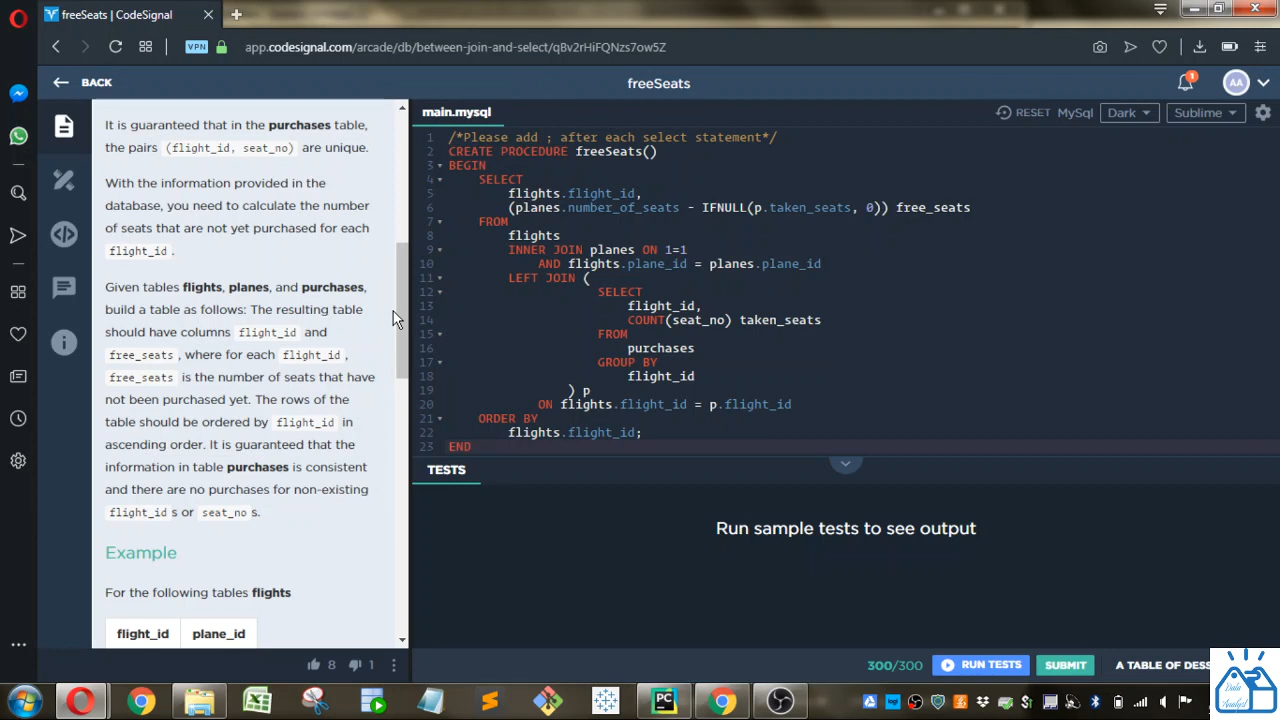 freeSeats | CodeSignal
VPN
app.codesignal.com/arcade/db/between-join-and-select/qBv2rHiFQNzs7ow5Z
BACK
freeSeats
1
AA
It is guaranteed that in the purchases table,
the pairs (flight_id, seat_no) are unique.
With the information provided in the
database, you need to calculate the number
of seats that are not yet purchased for each
flight_id .
Given tables flights, planes, and purchases,
build a table as follows: The resulting table
should have columns flight_id and
free_seats , where for each flight_id ,
free_seats is the number of seats that have
not been purchased yet. The rows of the
table should be ordered by flight_id in
ascending order. It is guaranteed that the
information in table purchases is consistent
and there are no purchases for non-existing
flight_id s or seat_no s.
Example
For the following tables flights
flight_id plane_id
8 1
main.mysql
RESET MySql Dark Sublime
1 /*Please add ; after each select statement*/
2 CREATE PROCEDURE freeSeats()
3 BEGIN
4 SELECT
5 flights.flight_id,
6 (planes.number_of_seats - IFNULL(p.taken_seats, 0)) free_seats
7 FROM
8 flights
9 INNER JOIN planes ON 1=1
10 AND flights.plane_id = planes.plane_id
11 LEFT JOIN (
12 SELECT
13 flight_id,
14 COUNT(seat_no) taken_seats
15 FROM
16 purchases
17 GROUP BY
18 flight_id
19 ) p
20 ON flights.flight_id = p.flight_id
21 ORDER BY
22 flights.flight_id;
23 END
TESTS
Run sample tests to see output
300/300 RUN TESTS SUBMIT A TABLE OF DESS
PC
Data
Analyst